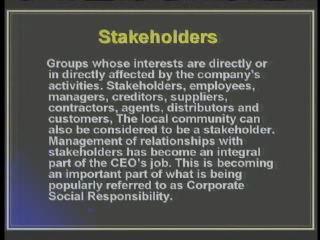 Stakeholders
Groups whose interests are directly or
in directly affected by the company's
activities. Stakeholders, employees,
managers, creditors, suppliers,
contractors, agents, distributors and
customers, The local community can
also be considered to be a stakeholder.
Management of relationships with
stakeholders has become an integral
part of the CEO's job. This is becoming
an important part of what is being
popularly referred to as Corporate
Social Responsibility.